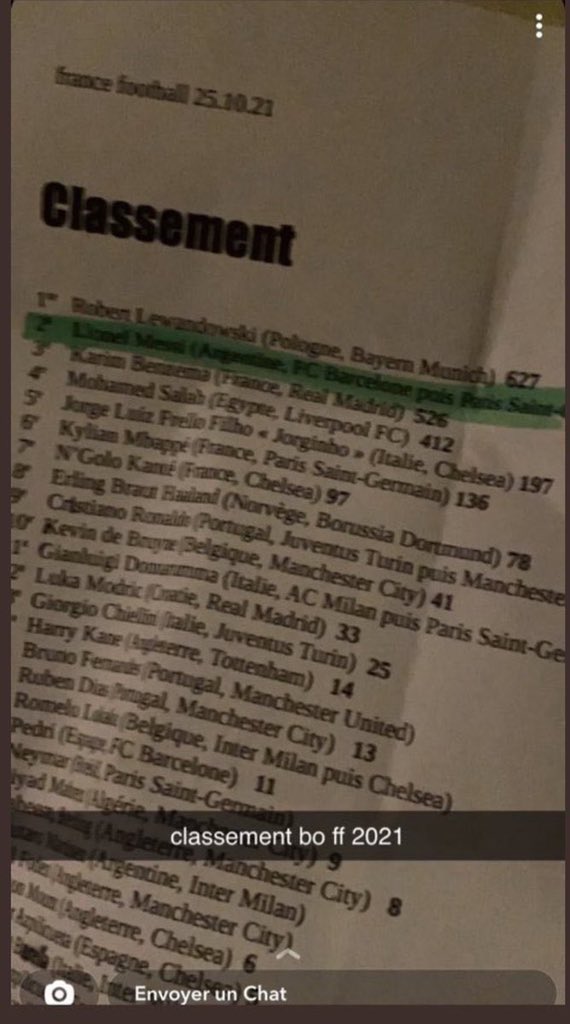 france football 25.10.21
Classement
1er Robert Lewandowski (Pologne, Bayern Munich) 627
2e Lionel Messi (Argentine, FC Barcelone puis Paris Saint-
3e Karim Benzema (France, Real Madrid) 526
4e Mohamed Salah (Egypte, Liverpool FC) 412
5e Jorge Luiz Frello Filho « Jorginho » (Italie, Chelsea) 197
6e Kylian Mbappé (France, Paris Saint-Germain) 136
7e N'Golo Kanté (France, Chelsea) 97
8e Erling Braut Haaland (Norvège, Borussia Dortmund) 78
9e Cristiano Ronaldo (Portugal, Juventus Turin puis Mancheste
10e Kevin de Bruyne (Belgique, Manchester City) 41
Gianluigi Donnarumma (Italie, AC Milan puis Paris Saint-Ge
Luka Modric (Croatie, Real Madrid) 33
Giorgio Chiellini (Italie, Juventus Turin) 25
Harry Kane (Angleterre, Tottenham) 14
Bruno Fernandes (Portugal, Manchester United)
Ruben Dias (Portugal, Manchester City) 13
Romelu Lukaku (Belgique, Inter Milan puis Chelsea)
Pedri (Espagne, FC Barcelone) 11
Neymar (Brésil, Paris Saint-Germain)
(Algérie, Manchester City) 9
classement bo ff 2021
(Angleterre, Manchester City) 8
(Argentine, Inter Milan)
(Angleterre, Manchester City)
(Angleterre, Chelsea) 6
Azpilicueta (Espagne, Chelsea)
(Italie, Inte
Envoyer un Chat